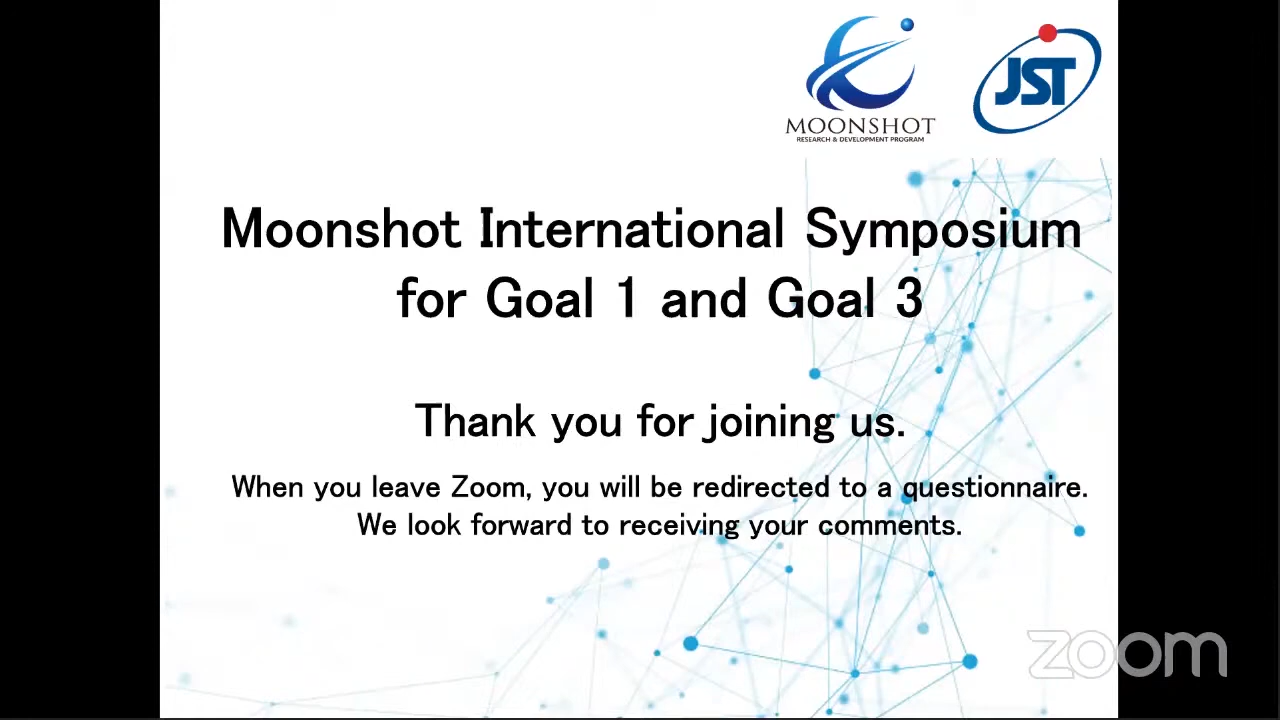 MOONSHOT
RESEARCH & DEVELOPMENT PROGRAM
JST
Moonshot International Symposium
for Goal 1 and Goal 3
Thank you for joining us.
When you leave Zoom, you will be redirected to a questionnaire.
We look forward to receiving your comments.
zoom